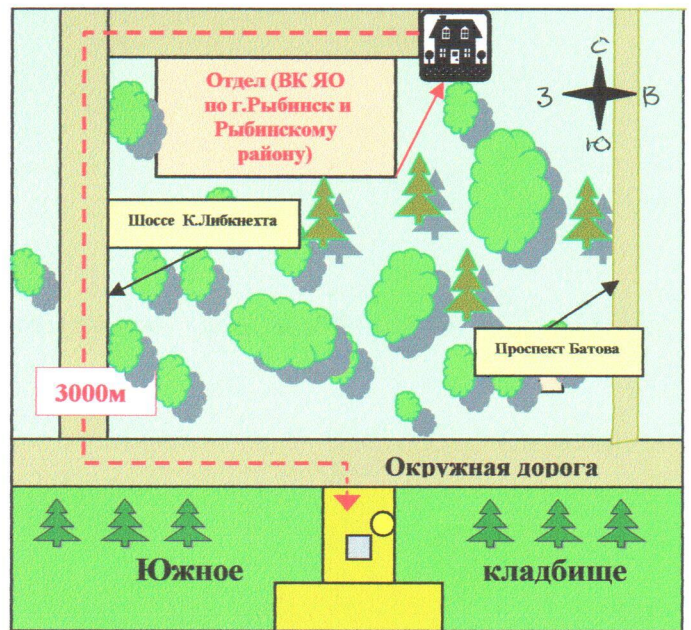 Отдел (ВК ЯО
по г.Рыбинск и
Рыбинскому
району)
С
З
В
Ю
Шоссе К.Либкнехта
Проспект Батова
3000м
Окружная дорога
Южное
кладбище